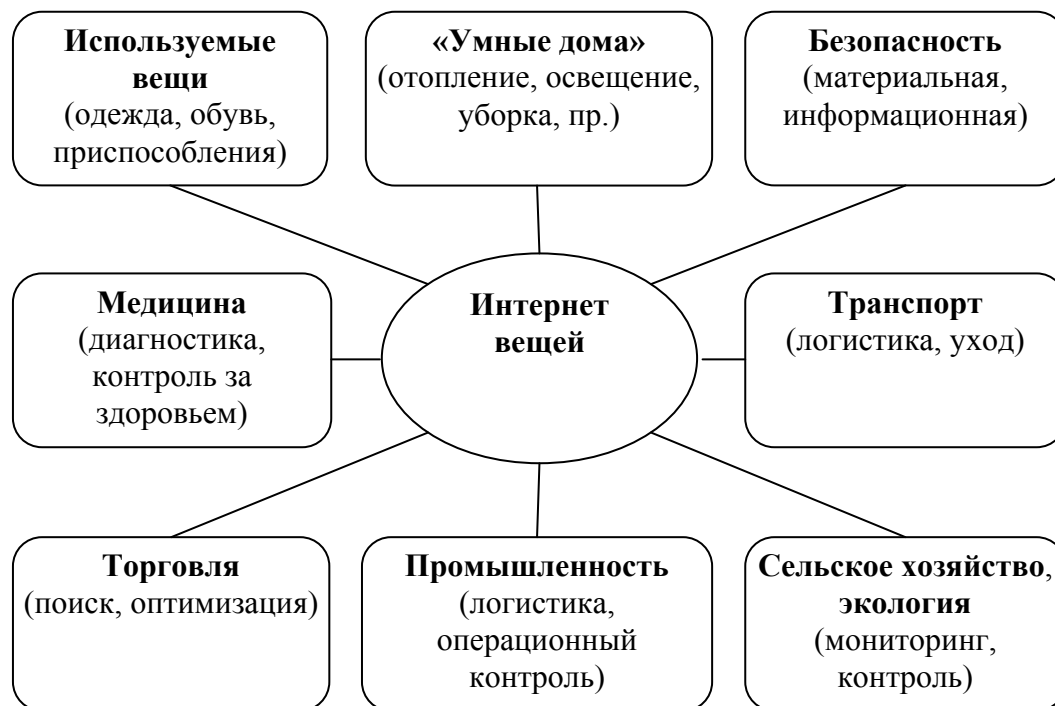 Используемые
вещи
(одежда, обувь,
приспособления)
«Умные дома»
(отопление, освещение,
уборка, пр.)
Безопасность
(материальная,
информационная)
Медицина
(диагностика,
контроль за
здоровьем)
Интернет
вещей
Транспорт
(логистика, уход)
Торговля
(поиск, оптимизация)
Промышленность
(логистика,
операционный
контроль)
Сельское хозяйство,
экология
(мониторинг,
контроль)